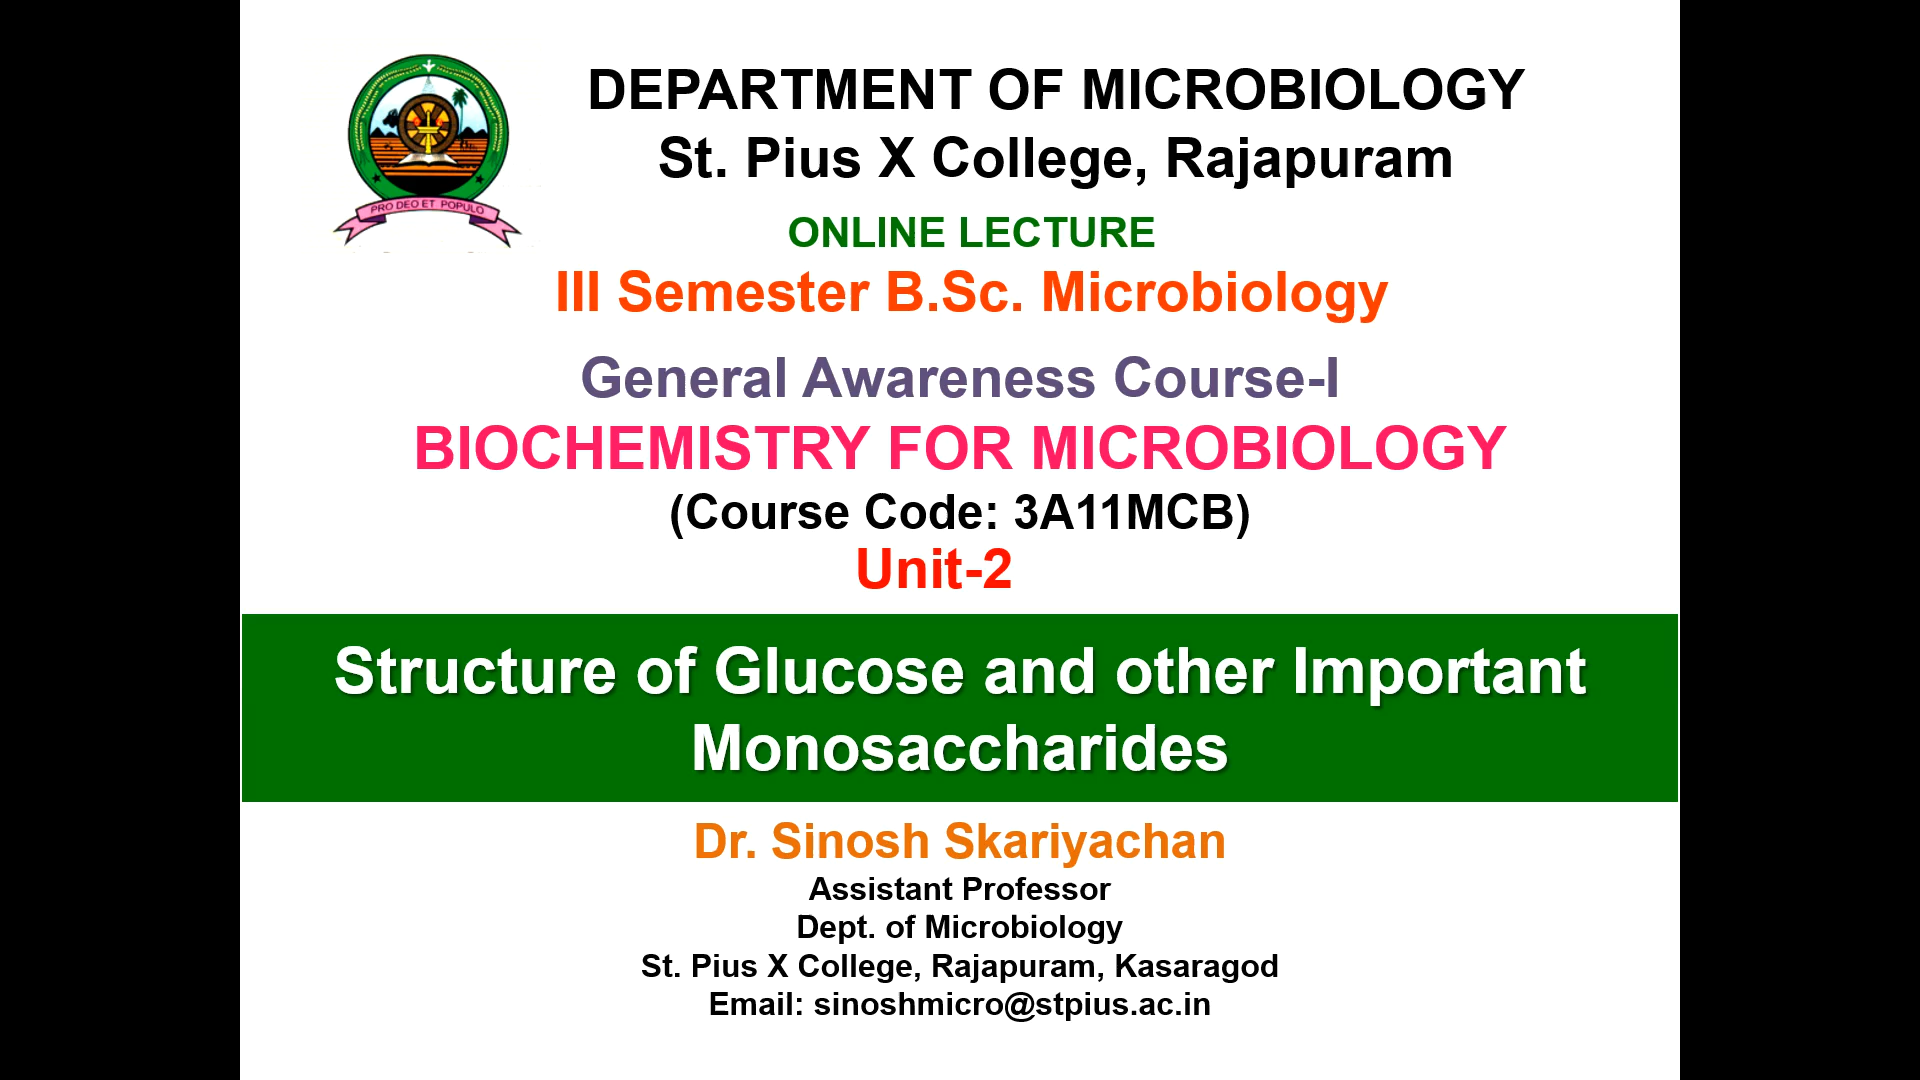 DEPARTMENT OF MICROBIOLOGY
St. Pius X College, Rajapuram
PRO DEO ET POPULO
ONLINE LECTURE
III Semester B.Sc. Microbiology
General Awareness Course-I
BIOCHEMISTRY FOR MICROBIOLOGY
(Course Code: 3A11MCB)
Unit-2
Structure of Glucose and other Important
Monosaccharides
Dr. Sinosh Skariyachan
Assistant Professor
Dept. of Microbiology
St. Pius X College, Rajapuram, Kasaragod
Email: sinoshmicro@stpius.ac.in